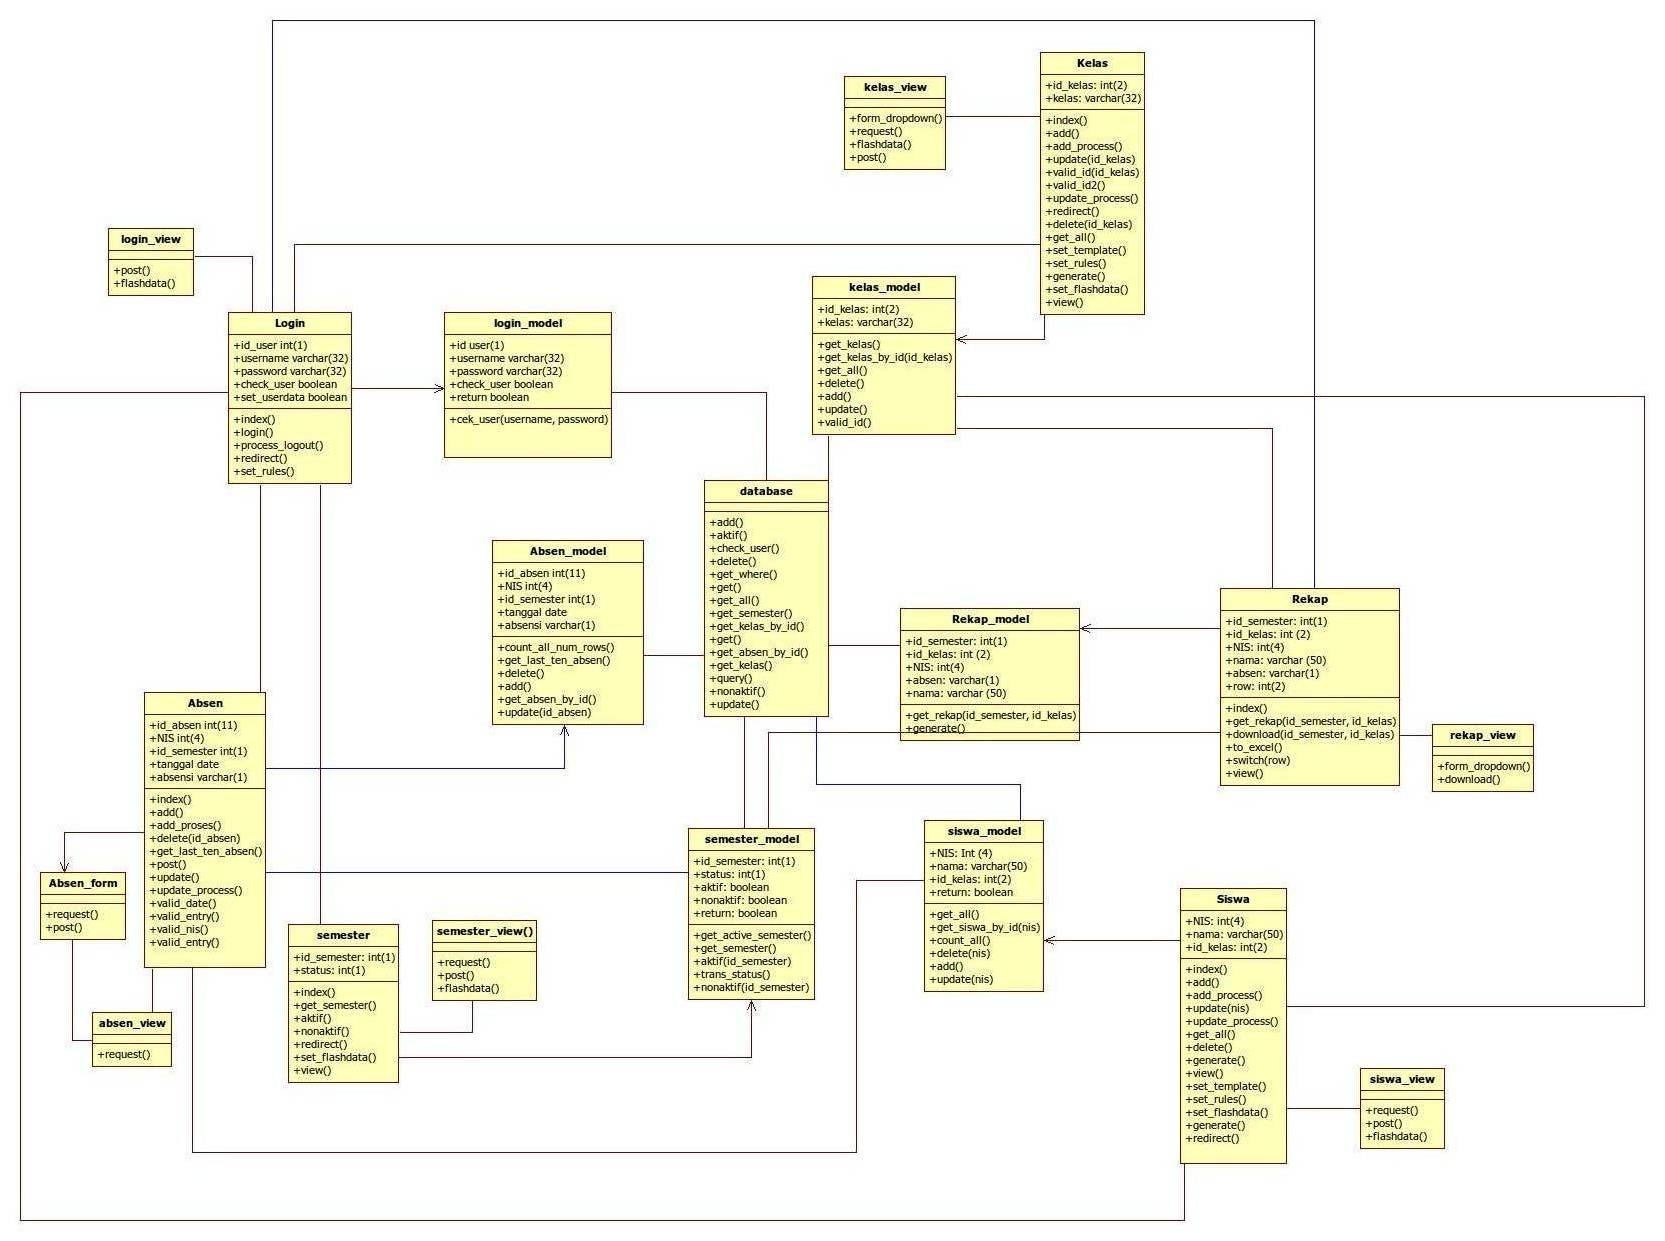 Kelas
+id_kelas: int(2)
+kelas: varchar(32)
+index()
+add()
+add_process()
+update(id_kelas)
+valid_id(id_kelas)
+valid_id2()
+update_process()
+redirect()
+delete(id_kelas)
+get_all()
+set_template()
+set_rules()
+generate()
+set_flashdata()
+view()
kelas_view
+form_dropdown()
+request()
+flashdata()
+post()
login_view
+post()
+flashdata()
Login
+id_user int(1)
+username varchar(32)
+password varchar(32)
+check_user boolean
+set_userdata boolean
+index()
+login()
+process_logout()
+redirect()
+set_rules()
login_model
+id user(1)
+username varchar(32)
+password varchar(32)
+check_user boolean
+return boolean
+cek_user(username, password)
kelas_model
+id_kelas: int(2)
+kelas: varchar(32)
+get_kelas()
+get_kelas_by_id(id_kelas)
+get_all()
+delete()
+add()
+update()
+valid_id()
database
+add()
+aktif()
+check_user()
+delete()
+get_where()
+get()
+get_all()
+get_semester()
+get_kelas_by_id()
+get()
+get_absen_by_id()
+get_kelas()
+query()
+nonaktif()
+update()
Absen_model
+id_absen int(11)
+NIS int(4)
+id_semester int(1)
+tanggal date
+absensi varchar(1)
+count_all_num_rows()
+get_last_ten_absen()
+delete()
+add()
+get_absen_by_id()
+update(id_absen)
Rekap_model
+id_semester: int(1)
+id_kelas: int (2)
+NIS: int(4)
+absen: varchar(1)
+nama: varchar (50)
+get_rekap(id_semester, id_kelas)
+generate()
Rekap
+id_semester: int(1)
+id_kelas: int (2)
+NIS: int(4)
+nama: varchar (50)
+absen: varchar(1)
+row: int(2)
+index()
+get_rekap(id_semester, id_kelas)
+download(id_semester, id_kelas)
+to_excel()
+switch(row)
+view()
rekap_view
+form_dropdown()
+download()
Absen
+id_absen int(11)
+NIS int(4)
+id_semester int(1)
+tanggal date
+absensi varchar(1)
+index()
+add()
+add_proses()
+delete(id_absen)
+get_last_ten_absen()
+post()
+update()
+update_process()
+valid_date()
+valid_entry()
+valid_nis()
+valid_entry()
Absen_form
+request()
+post()
absen_view
+request()
semester
+id_semester: int(1)
+status: int(1)
+index()
+get_semester()
+aktif()
+nonaktif()
+redirect()
+set_flashdata()
+view()
semester_view()
+request()
+post()
+flashdata()
semester_model
+id_semester: int(1)
+status: int(1)
+aktif: boolean
+nonaktif: boolean
+return: boolean
+get_active_semester()
+get_semester()
+aktif(id_semester)
+trans_status()
+nonaktif(id_semester)
siswa_model
+NIS: Int (4)
+nama: varchar(50)
+id_kelas: int(2)
+return: boolean
+get_all()
+get_siswa_by_id(nis)
+count_all()
+delete(nis)
+add()
+update(nis)
Siswa
+NIS: int(4)
+nama: varchar(50)
+id_kelas: int(2)
+index()
+add()
+add_process()
+update(nis)
+update_process()
+get_all()
+delete()
+generate()
+view()
+set_template()
+set_rules()
+set_flashdata()
+generate()
+redirect()
siswa_view
+request()
+post()
+flashdata()